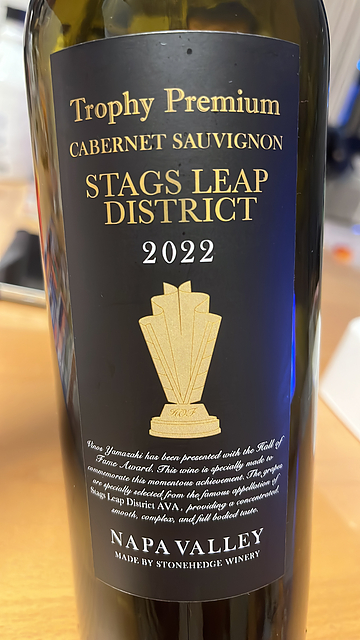 Trophy Premium
CABERNET SAUVIGNON
STAGS LEAP
DISTRICT
2022
HOF
Vinos Yamazaki has been presented with the Hall of
Fame Award. This wine is specially made to
commemorate this momentous achievement. The grapes
are specially selected from the famous appellation of
Stags Leap District AVA, providing a concentrated,
smooth, complex, and full bodied taste.
NAPA VALLEY
MADE BY STONEHEDGE WINERY